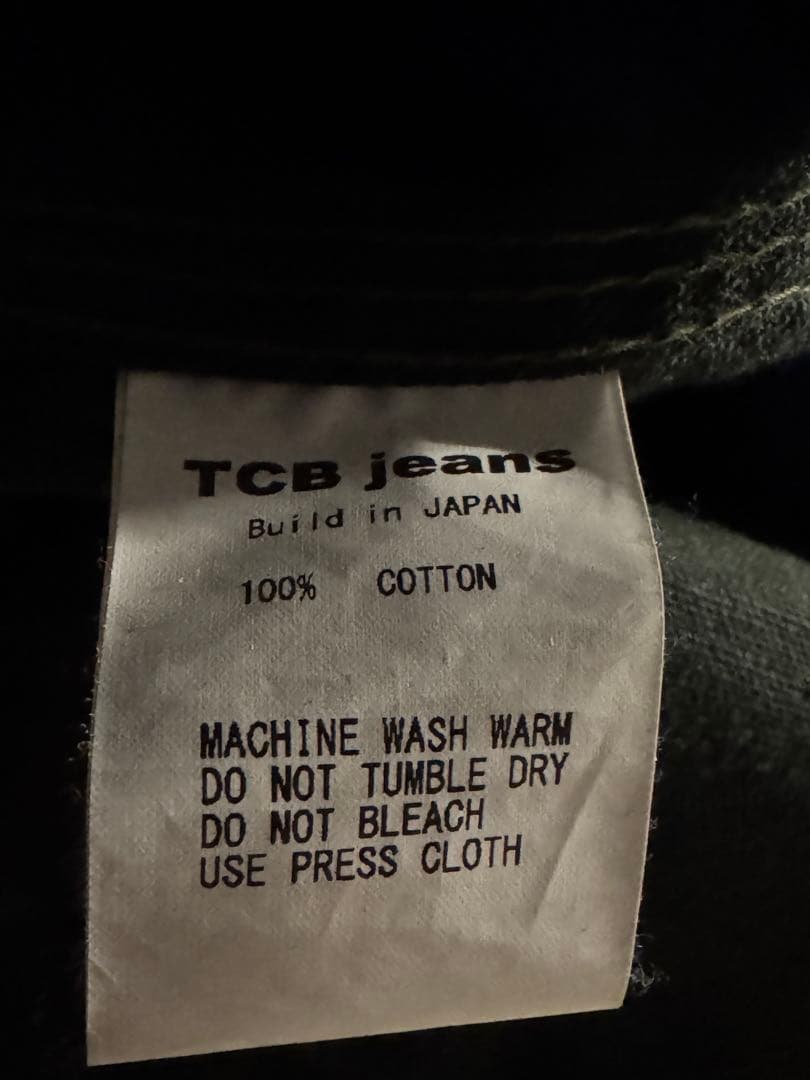 TCB jeans
Build in JAPAN
100% COTTON
MACHINE WASH WARM
DO NOT TUMBLE DRY
DO NOT BLEACH
USE PRESS CLOTH